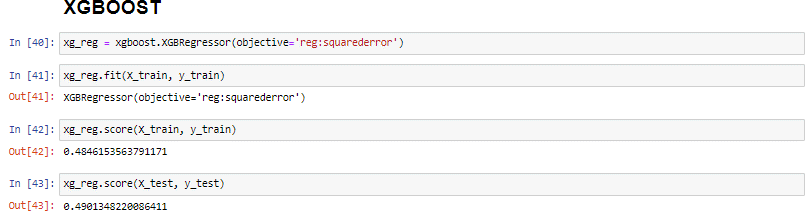 XGBOOST
In [40]: xg_reg = xgboost.XGBRegressor(objective='reg:squarederror')
In [41]: xg_reg.fit(X_train, y_train)
Out[41]: XGBRegressor(objective='reg:squarederror')
In [42]: xg_reg.score(X_train, y_train)
Out[42]: 0.4846153563791171
In [43]: xg_reg.score(X_test, y_test)
Out[43]: 0.4901348220086411